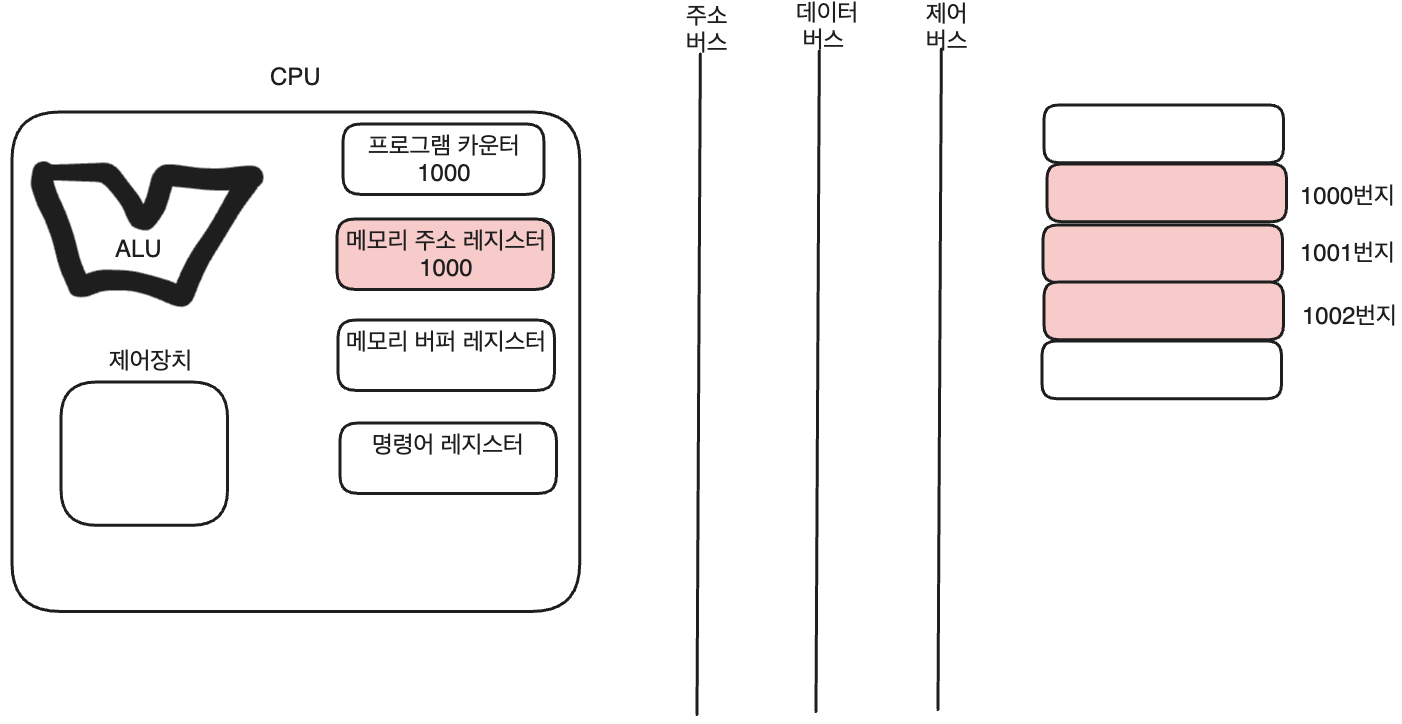 주소
버스
데이터
버스
제어
버스
CPU
프로그램 카운터
1000
메모리 주소 레지스터
1000
ALU
메모리 버퍼 레지스터
제어장치
명령어 레지스터
1000번지
1001번지
1002번지